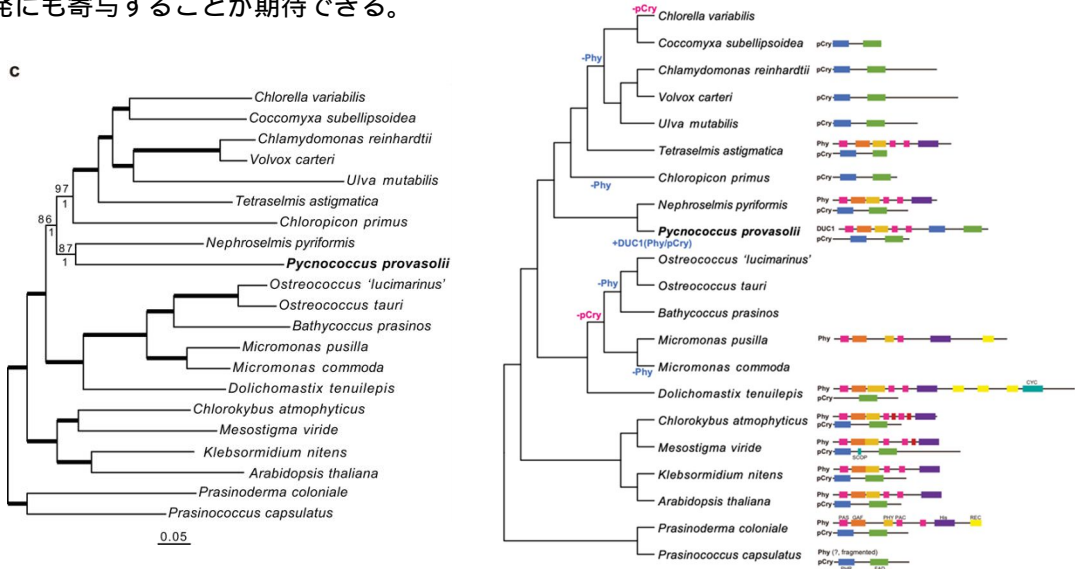 発にも寄与することが期待できる。
C
Chlorella variabilis
Coccomyxa subellipsoidea
Chlamydomonas reinhardtii
Volvox carteri
Ulva mutabilis
Tetraselmis astigmatica
Chloropicon primus
Nephroselmis pyriformis
Pycnococcus provasolii
Ostreococcus 'lucimarinus'
Ostreococcus tauri
Bathycoccus prasinos
Micromonas pusilla
Micromonas commoda
Dolichomastix tenuilepis
Chlorokybus atmophyticus
Mesostigma viride
Klebsormidium nitens
Arabidopsis thaliana
Prasinoderma coloniale
Prasinococcus capsulatus
97
1
86
1
87
1
0.05
-pCry
Chlorella variabilis
Coccomyxa subellipsoidea pCry
-Phy
Chlamydomonas reinhardtii pCry
Volvox carteri pCry
Ulva mutabilis pCry
Tetraselmis astigmatica Phy
pCry
Chloropicon primus pCry
-Phy
Nephroselmis pyriformis Phy
pCry
Pycnococcus provasolii DUC1
pCry
+DUC1(Phy/pCry)
Ostreococcus 'lucimarinus'
-Phy
Ostreococcus tauri
Bathycoccus prasinos
-pCry
Micromonas pusilla Phy
Micromonas commoda
-Phy
CYC
Dolichomastix tenuilepis Phy
pCry
Chlorokybus atmophyticus Phy
pCry
Mesostigma viride Phy
pCry
SCOP
Klebsormidium nitens Phy
pCry
Arabidopsis thaliana Phy
pCry
PAS GAF PHY PAC His REC
Prasinoderma coloniale Phy
pCry
Prasinococcus capsulatus Phy (?, fragmented)
pCry